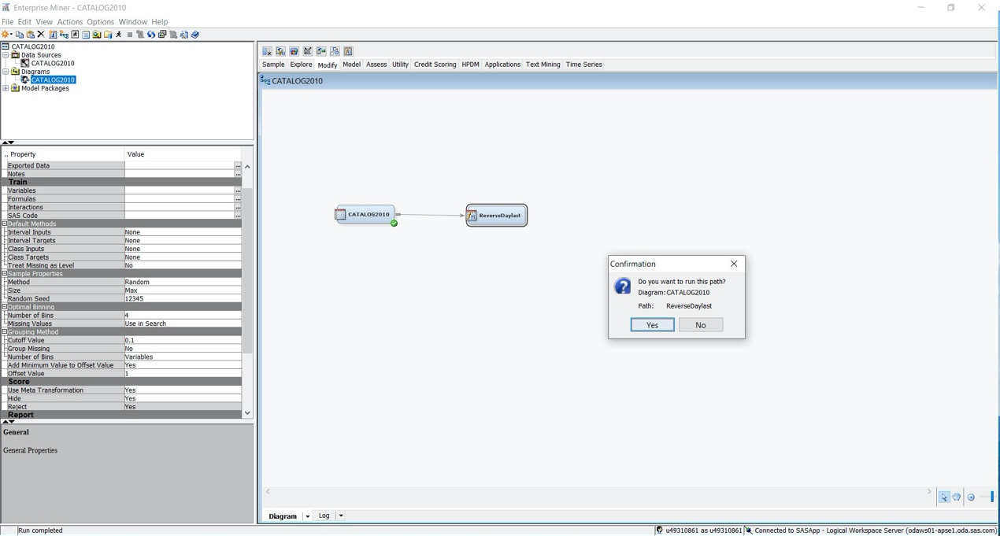 Enterprise Miner - CATALOG2010
File Edit View Actions Options Window Help
CATALOG2010
Data Sources
CATALOG2010
Diagrams
CATALOG2010
Model Packages
.. Property Value
Exported Data ...
Notes ...
Train
Variables ...
Formulas ...
Interactions ...
SAS Code ...
Default Methods
Interval Inputs None
Interval Targets None
Class Inputs None
Class Targets None
Treat Missing as Level No
Sample Properties
Method Random
Size Max
Random Seed 12345
Optimal Binning
Number of Bins 4
Missing Values Use in Search
Grouping Method
Cutoff Value 0.1
Group Missing No
Number of Bins Variables
Add Minimum Value to Offset Value Yes
Offset Value 1
Score
Use Meta Transformation Yes
Hide Yes
Reject Yes
Report
General
General Properties
Sample Explore Modify Model Assess Utility Credit Scoring HPDM Applications Text Mining Time Series
CATALOG2010
CATALOG2010
ReverseDaylast
Confirmation
Do you want to run this path?
Diagram: CATALOG2010
Path: ReverseDaylast
Yes No
Diagram Log
Run completed
u49310861 as u49310861
Connected to SASApp - Logical Workspace Server (odaws01-apse1.oda.sas.com)